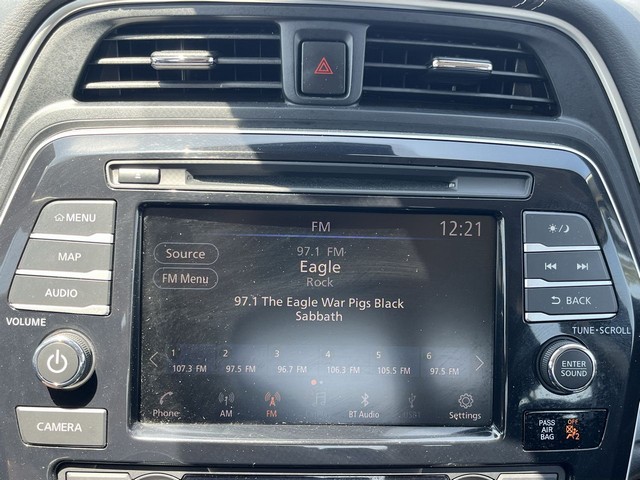 MENU
MAP
AUDIO
VOLUME
CAMERA
FM
12:21
Source
FM Menu
97.1 FM
Eagle
Rock
97.1 The Eagle War Pigs Black
Sabbath
1 2 3 4 5 6
107.3 FM 97.5 FM 96.7 FM 106.3 FM 105.5 FM 97.5 FM
Phone AM FM BT Audio Settings
BACK
TUNE·SCROLL
ENTER
SOUND
PASS
AIR
BAG
OFF
2